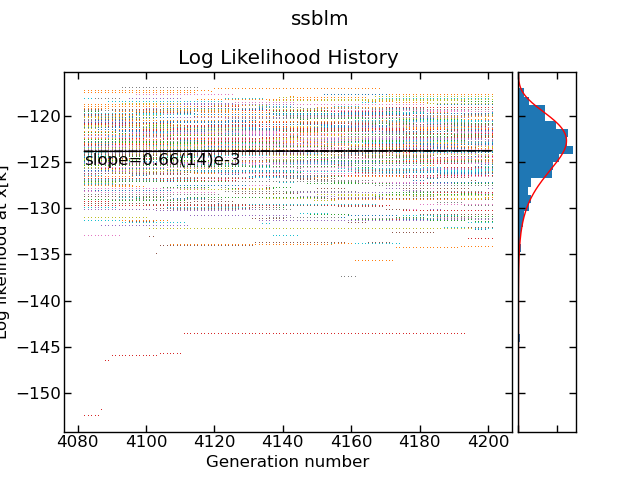 ssblm
Log Likelihood History
Log likelihood at x[k]
−120
−125
−130
−135
−140
−145
−150
slope=0.66(14)e-3
4080 4100 4120 4140 4160 4180 4200
Generation number